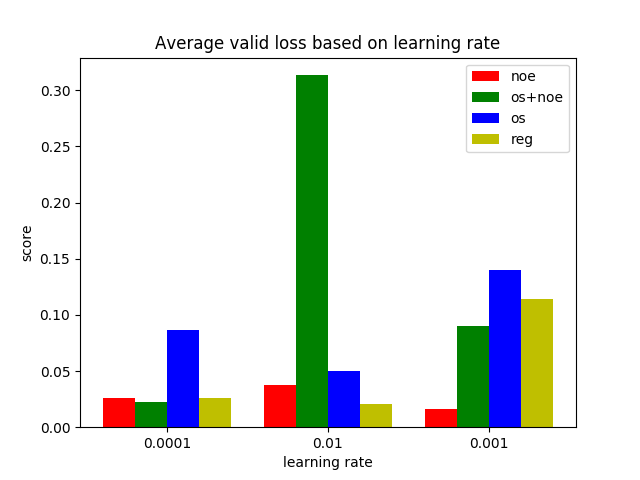 Average valid loss based on learning rate
noe
os+noe
os
reg
score
0.30
0.25
0.20
0.15
0.10
0.05
0.00
0.0001
0.01
0.001
learning rate